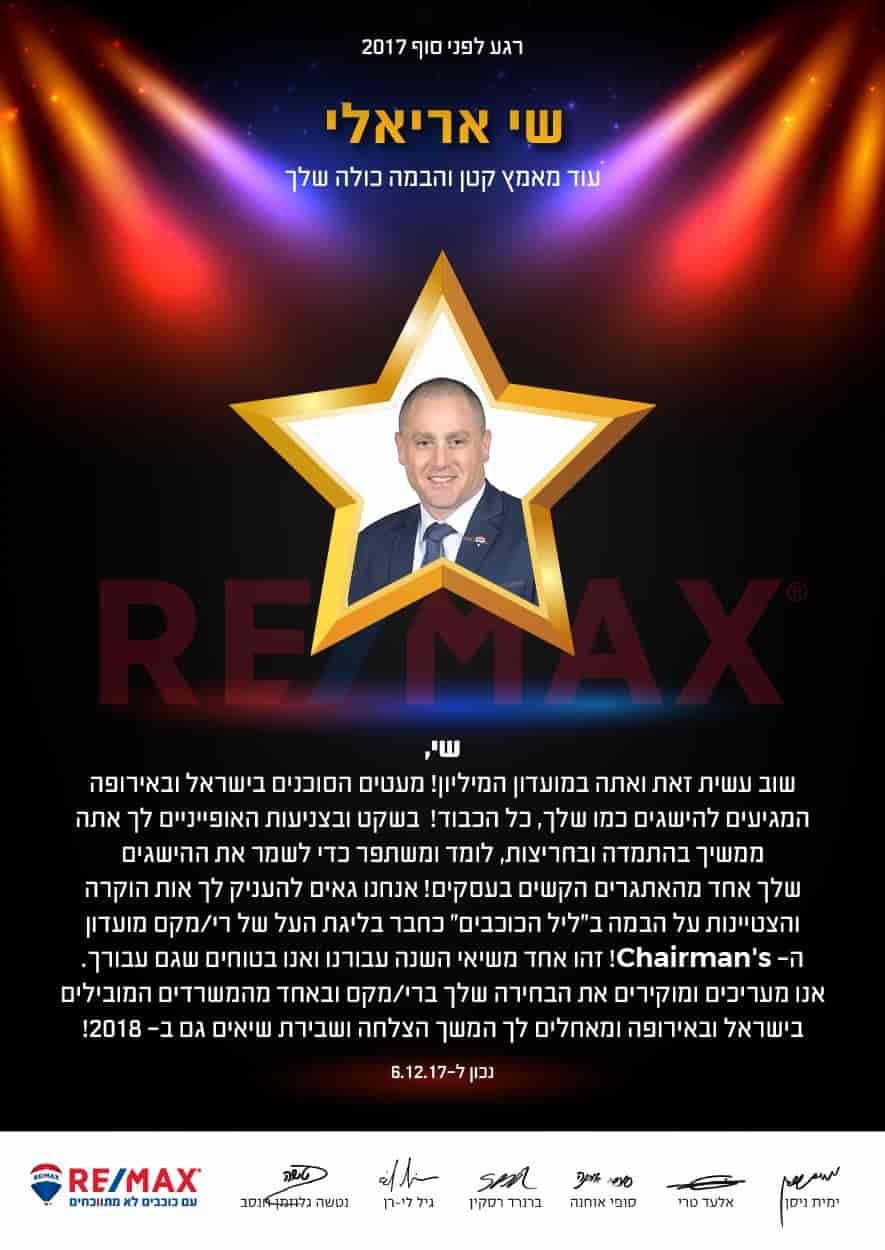 רגע לפני סוף 2017
שי אריאלי
עוד מאמץ קטן והבמה כולה שלך
RE/MAX®
שי,
שוב עשית זאת ואתה במועדון המיליון! מעטים הסוכנים בישראל ובאירופה
המגיעים להישגים כמו שלך, כל הכבוד! בשקט ובצניעות האופייניים לך אתה
ממשיך בהתמדה ובחריצות, לומד ומשתפר כדי לשמר את ההישגים
שלך אחד מהאתגרים הקשים בעסקים! אנחנו גאים להעניק לך אות הוקרה
והצטיינות על הבמה ב"ליל הכוכבים" כחבר בליגת העל של רי/מקס מועדון
ה- Chairman's! זהו אחד משיאי השנה עבורנו ואנו בטוחים שגם עבורך.
אנו מעריכים ומוקירים את הבחירה שלך ברי/מקס ובאחד מהמשרדים המובילים
בישראל ובאירופה ומאחלים לך המשך הצלחה ושבירת שיאים גם ב- 2018!
נכון ל-6.12.17
ימית ניסן
אלעד טרי
סופי אוחנה
ברנרד רסקין
גיל לי-רן
נטשה גלוזמן חנסב
RE/MAX
RE/MAX
עם כוכבים לא מתווכחים